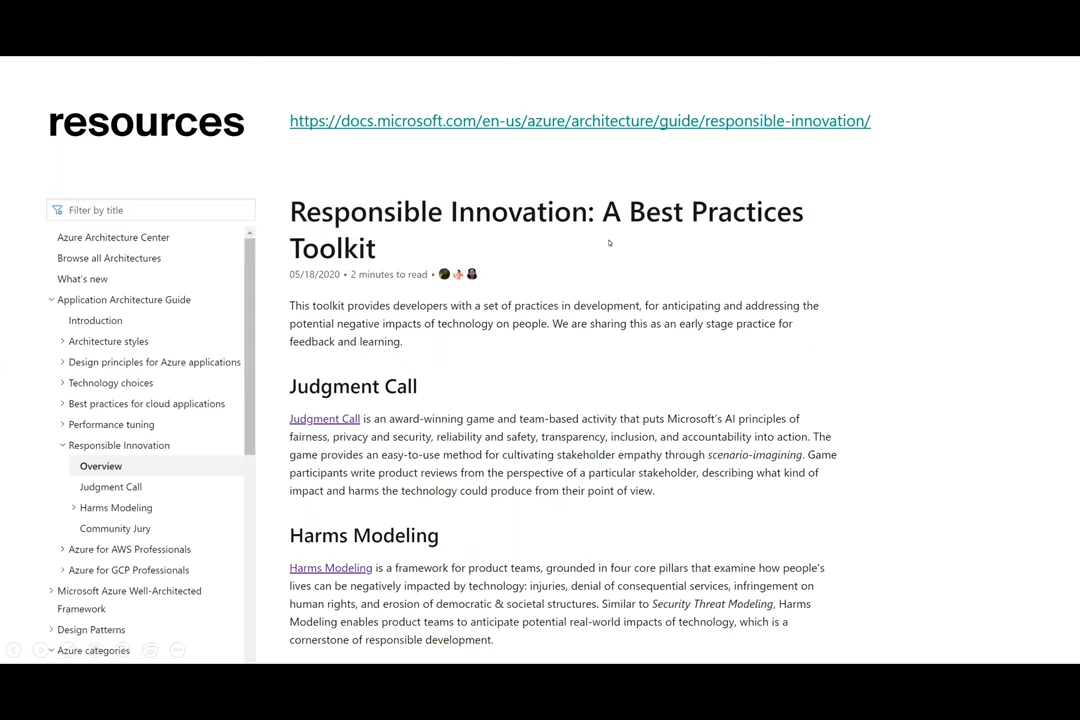 resources
https://docs.microsoft.com/en-us/azure/architecture/guide/responsible-innovation/
Filter by title
Azure Architecture Center
Browse all Architectures
What's new
Application Architecture Guide
Introduction
Architecture styles
Design principles for Azure applications
Technology choices
Best practices for cloud applications
Performance tuning
Responsible Innovation
Overview
Judgment Call
Harms Modeling
Community Jury
Azure for AWS Professionals
Azure for GCP Professionals
Microsoft Azure Well-Architected
Framework
Design Patterns
Azure categories
Responsible Innovation: A Best Practices
Toolkit
05/18/2020 • 2 minutes to read •
This toolkit provides developers with a set of practices in development, for anticipating and addressing the
potential negative impacts of technology on people. We are sharing this as an early stage practice for
feedback and learning.
Judgment Call
Judgment Call is an award-winning game and team-based activity that puts Microsoft's AI principles of
fairness, privacy and security, reliability and safety, transparency, inclusion, and accountability into action. The
game provides an easy-to-use method for cultivating stakeholder empathy through scenario-imagining. Game
participants write product reviews from the perspective of a particular stakeholder, describing what kind of
impact and harms the technology could produce from their point of view.
Harms Modeling
Harms Modeling is a framework for product teams, grounded in four core pillars that examine how people's
lives can be negatively impacted by technology: injuries, denial of consequential services, infringement on
human rights, and erosion of democratic & societal structures. Similar to Security Threat Modeling, Harms
Modeling enables product teams to anticipate potential real-world impacts of technology, which is a
cornerstone of responsible development.